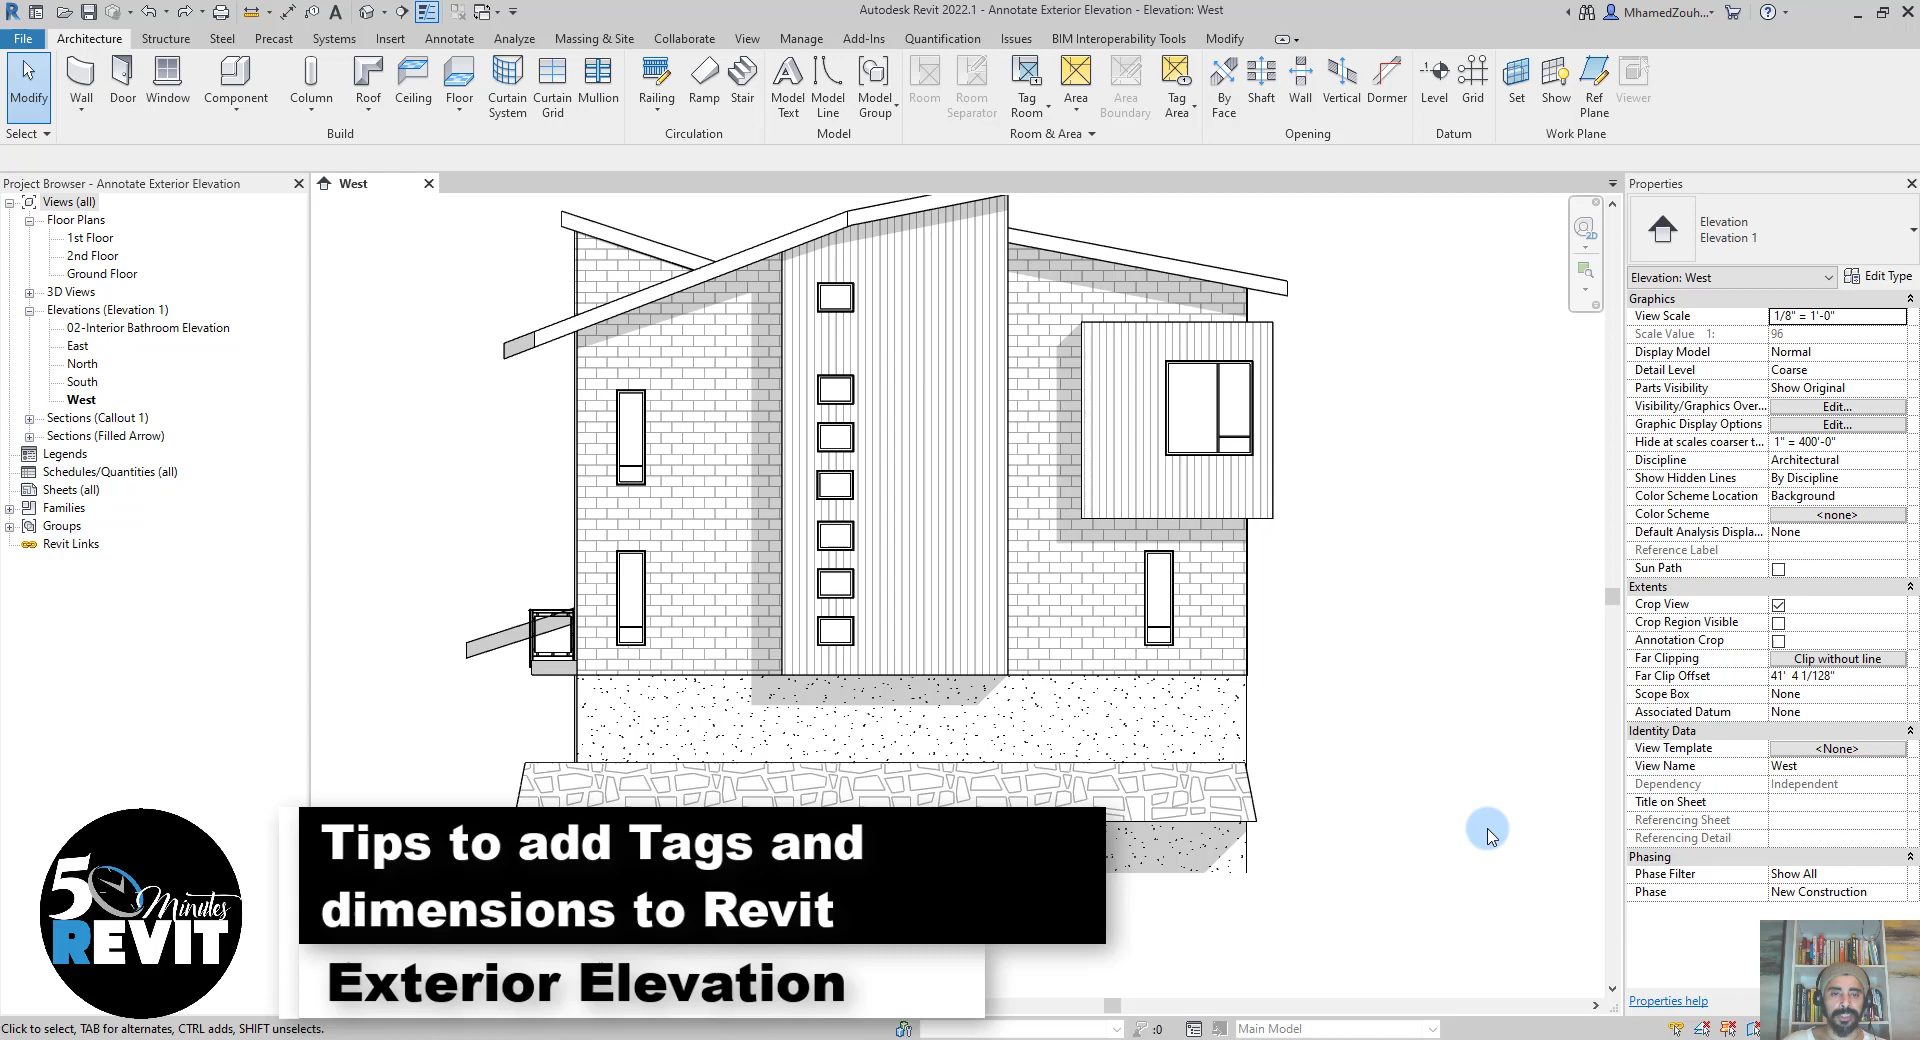 Autodesk Revit 2022.1 - Annotate Exterior Elevation - Elevation: West
MhamedZouh...
File Architecture Structure Steel Precast Systems Insert Annotate Analyze Massing & Site Collaborate View Manage Add-Ins Quantification Issues BIM Interoperability Tools Modify
Modify Wall Door Window Component Column Roof Ceiling Floor Curtain System Curtain Grid Mullion Railing Ramp Stair Model Text Model Line Model Group Room Room Separator Tag Room Area Area Boundary Tag Area By Face Shaft Wall Vertical Dormer Level Grid Set Show Ref Plane Viewer
Select Build Circulation Model Room & Area Opening Datum Work Plane
Project Browser - Annotate Exterior Elevation
Views (all)
Floor Plans
1st Floor
2nd Floor
Ground Floor
3D Views
Elevations (Elevation 1)
02-Interior Bathroom Elevation
East
North
South
West
Sections (Callout 1)
Sections (Filled Arrow)
Legends
Schedules/Quantities (all)
Sheets (all)
Families
Groups
Revit Links
West
2D
Properties
Elevation
Elevation 1
Elevation: West Edit Type
Graphics
View Scale 1/8" = 1'-0"
Scale Value 1: 96
Display Model Normal
Detail Level Coarse
Parts Visibility Show Original
Visibility/Graphics Over... Edit...
Graphic Display Options Edit...
Hide at scales coarser t... 1" = 400'-0"
Discipline Architectural
Show Hidden Lines By Discipline
Color Scheme Location Background
Color Scheme <none>
Default Analysis Displa... None
Reference Label
Sun Path
Extents
Crop View
Crop Region Visible
Annotation Crop
Far Clipping Clip without line
Far Clip Offset 41' 4 1/128"
Scope Box None
Associated Datum None
Identity Data
View Template <None>
View Name West
Dependency Independent
Title on Sheet
Referencing Sheet
Referencing Detail
Phasing
Phase Filter Show All
Phase New Construction
Properties help
50 Minutes
REVIT
Tips to add Tags and
dimensions to Revit
Exterior Elevation
Click to select, TAB for alternates, CTRL adds, SHIFT unselects.
:0
Main Model